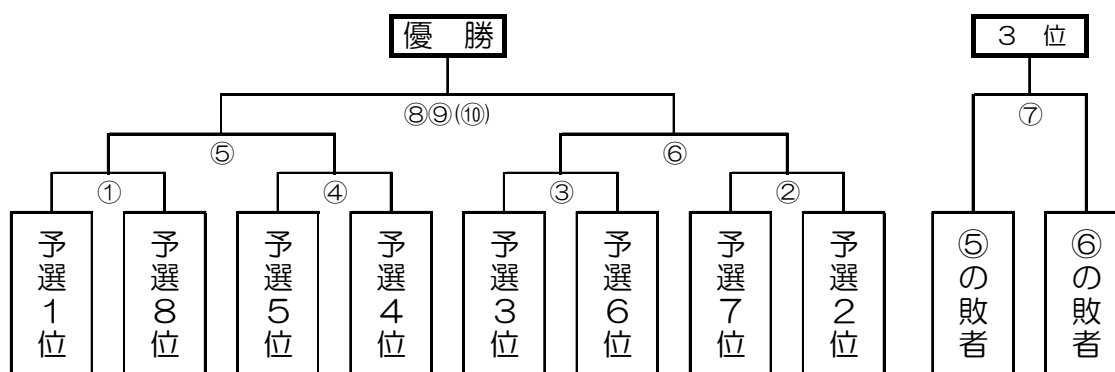 優 勝
3 位
⑧⑨(⑩)
⑦
⑤
⑥
①
④
③
②
予選1位
予選8位
予選5位
予選4位
予選3位
予選6位
予選7位
予選2位
⑤の敗者
⑥の敗者